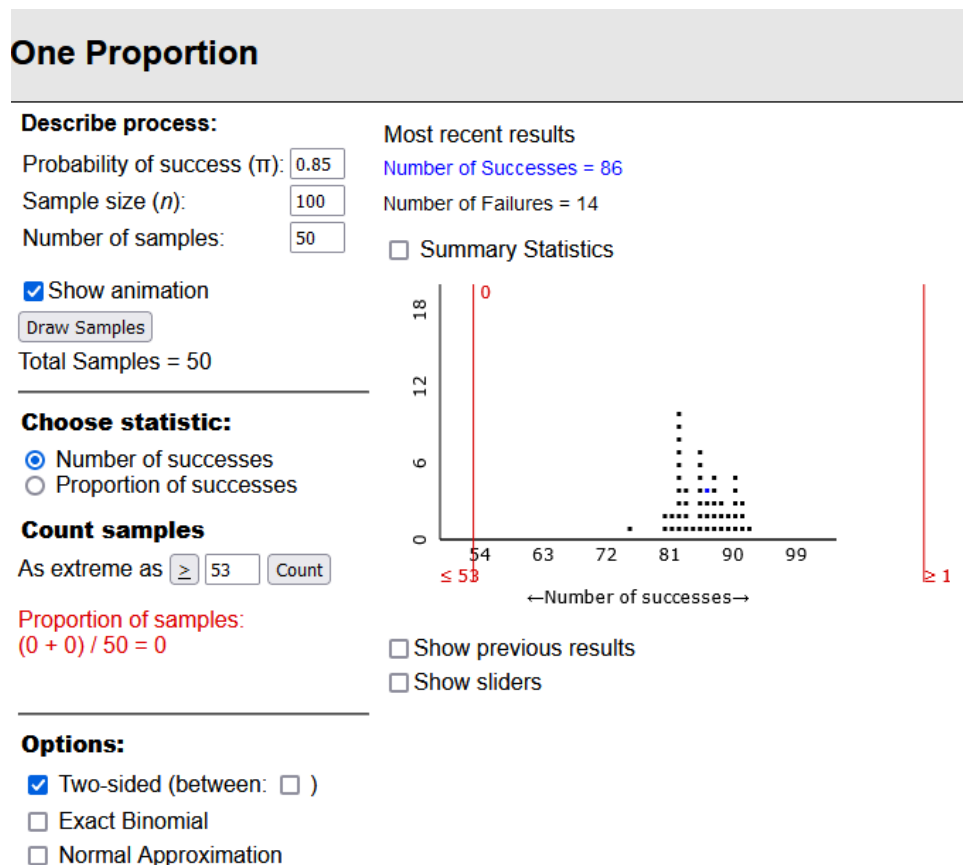 One Proportion
Describe process:
Probability of success (π): 0.85
Sample size (n): 100
Number of samples: 50
Show animation
Draw Samples
Total Samples = 50
Choose statistic:
Number of successes
Proportion of successes
Count samples
As extreme as ≥ 53 Count
Proportion of samples:
(0 + 0) / 50 = 0
Options:
Two-sided (between: )
Exact Binomial
Normal Approximation
Most recent results
Number of Successes = 86
Number of Failures = 14
Summary Statistics
0
18
12
6
0
54 63 72 81 90 99
≤ 53 ≥ 1
←Number of successes→
Show previous results
Show sliders